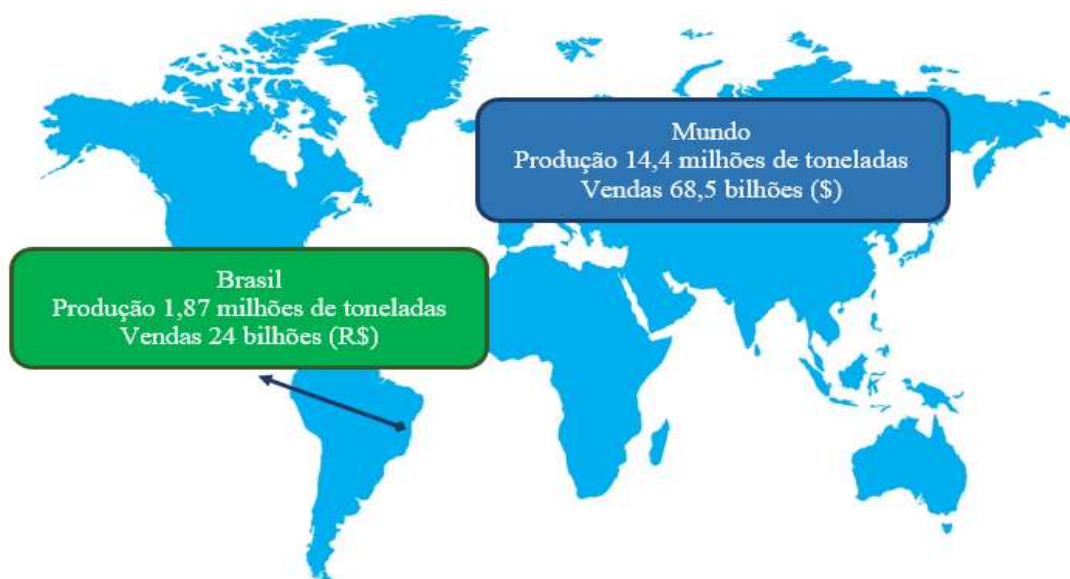 Mundo
Produção 14,4 milhões de toneladas
Vendas 68,5 bilhões ($)
Brasil
Produção 1,87 milhões de toneladas
Vendas 24 bilhões (R$)